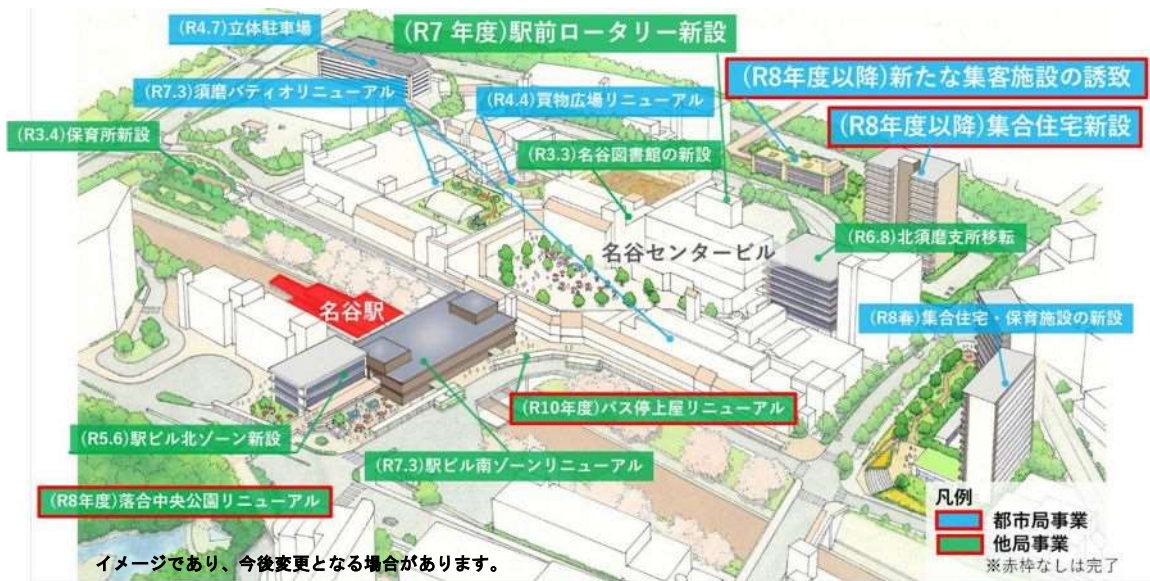 (R4.7)立体駐車場
(R7 年度)駅前ロータリー新設
(R8年度以降)新たな集客施設の誘致
(R7.3)須磨パティオリニューアル
(R4.4)買物広場リニューアル
(R8年度以降)集合住宅新設
(R3.4)保育所新設
(R3.3)名谷図書館の新設
名谷センタービル
(R6.8)北須磨支所移転
名谷駅
(R8春)集合住宅・保育施設の新設
(R10年度)バス停上屋リニューアル
(R5.6)駅ビル北ゾーン新設
(R7.3)駅ビル南ゾーンリニューアル
(R8年度)落合中央公園リニューアル
凡例
都市局事業
他局事業
※赤枠なしは完了
イメージであり、今後変更となる場合があります。